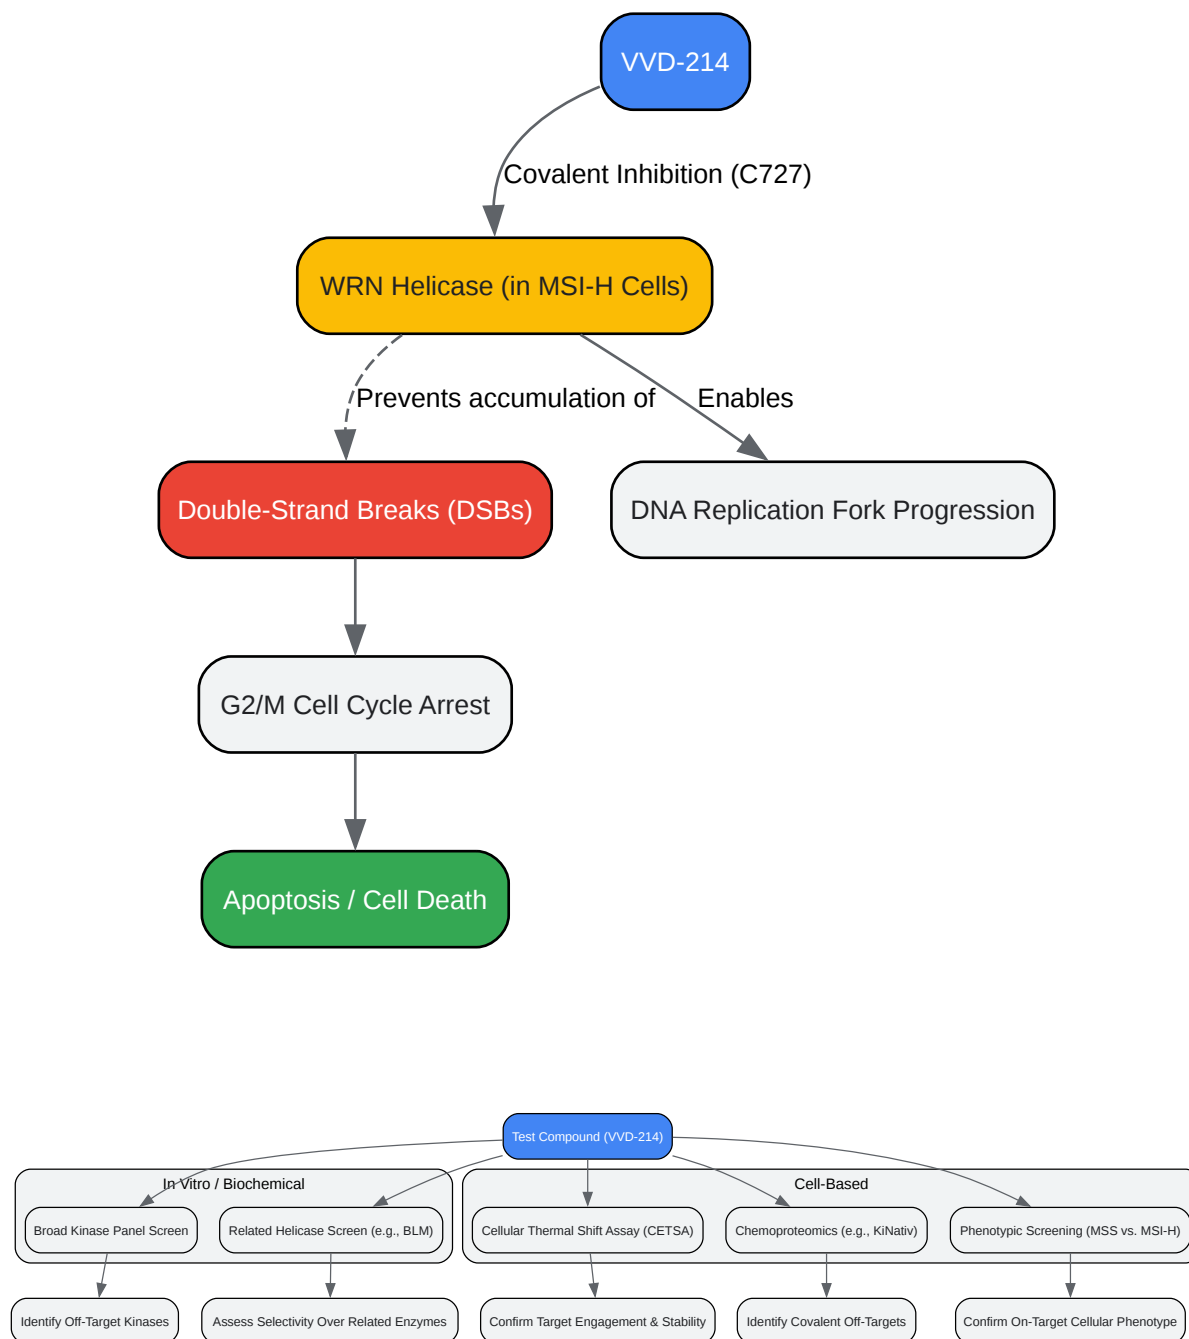 VVD-214
Covalent Inhibition (C727)
WRN Helicase (in MSI-H Cells)
Prevents accumulation of
Enables
Double-Strand Breaks (DSBs)
DNA Replication Fork Progression
G2/M Cell Cycle Arrest
Apoptosis / Cell Death
Test Compound (VVD-214)
In Vitro / Biochemical
Cell-Based
Broad Kinase Panel Screen
Related Helicase Screen (e.g., BLM)
Cellular Thermal Shift Assay (CETSA)
Chemoproteomics (e.g., KiNativ)
Phenotypic Screening (MSS vs. MSI-H)
Identify Off-Target Kinases
Assess Selectivity Over Related Enzymes
Confirm Target Engagement & Stability
Identify Covalent Off-Targets
Confirm On-Target Cellular Phenotype